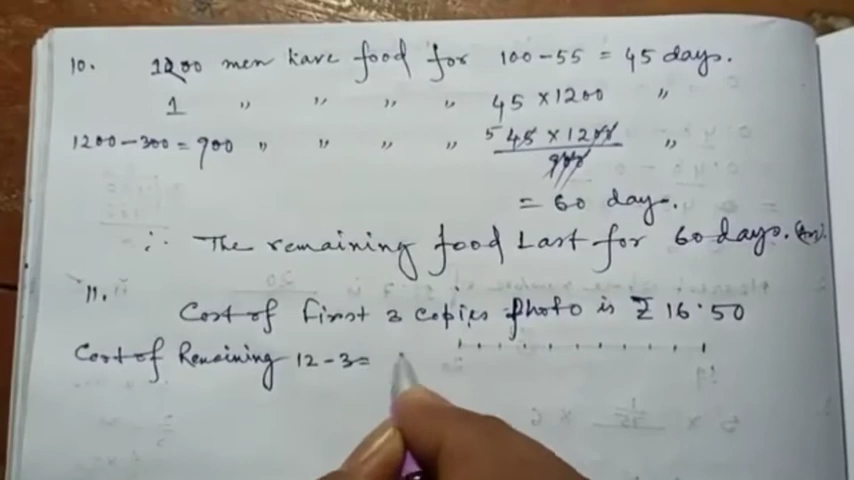 10. 1200 men have food for 100-55 = 45 days.
1 " " " " 45 × 1200 "
1200-300 = 900 " " " " 5 45 × 1200 / 900 "
= 60 days.
∴ The remaining food Last for 60 days. (Ans).
11.
Cost of first 3 copies photo is ₹ 16.50
Cost of Remaining 12-3=